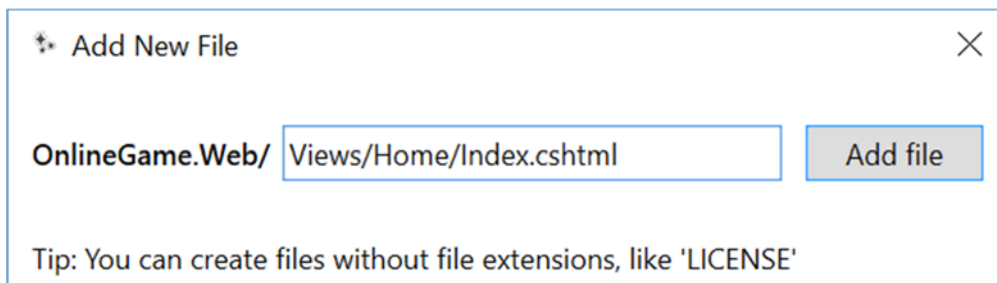 Add New File
OnlineGame.Web/ Views/Home/Index.cshtml Add file
Tip: You can create files without file extensions, like 'LICENSE'